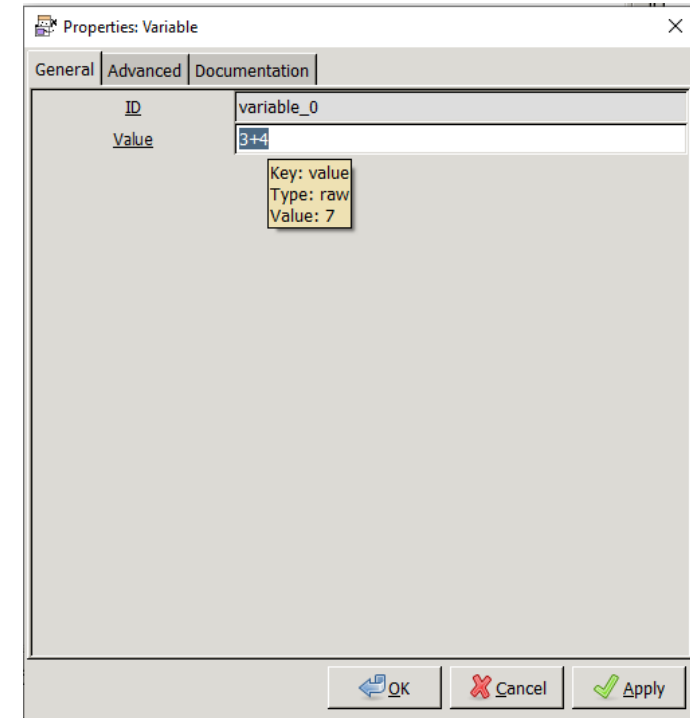 Properties: Variable
General Advanced Documentation
ID variable_0
Value 3+4
Key: value
Type: raw
Value: 7
OK Cancel Apply